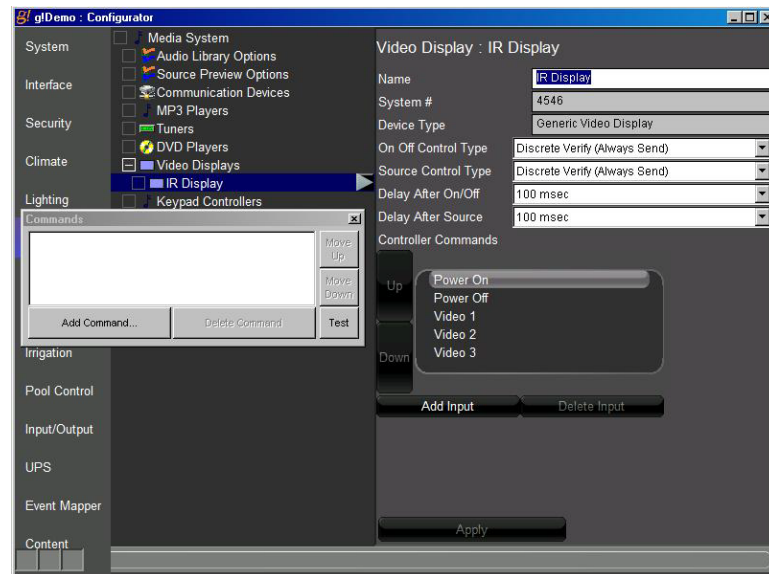 g! g!Demo : Configurator
System
Interface
Security
Climate
Lighting
Irrigation
Pool Control
Input/Output
UPS
Event Mapper
Content
Media System
Audio Library Options
Source Preview Options
Communication Devices
MP3 Players
Tuners
DVD Players
Video Displays
IR Display
Keypad Controllers
Commands
Move Up
Move Down
Add Command...
Delete Command
Test
Video Display : IR Display
Name
IR Display
System #
4546
Device Type
Generic Video Display
On Off Control Type
Discrete Verify (Always Send)
Source Control Type
Discrete Verify (Always Send)
Delay After On/Off
100 msec
Delay After Source
100 msec
Controller Commands
Up
Down
Power On
Power Off
Video 1
Video 2
Video 3
Add Input
Delete Input
Apply